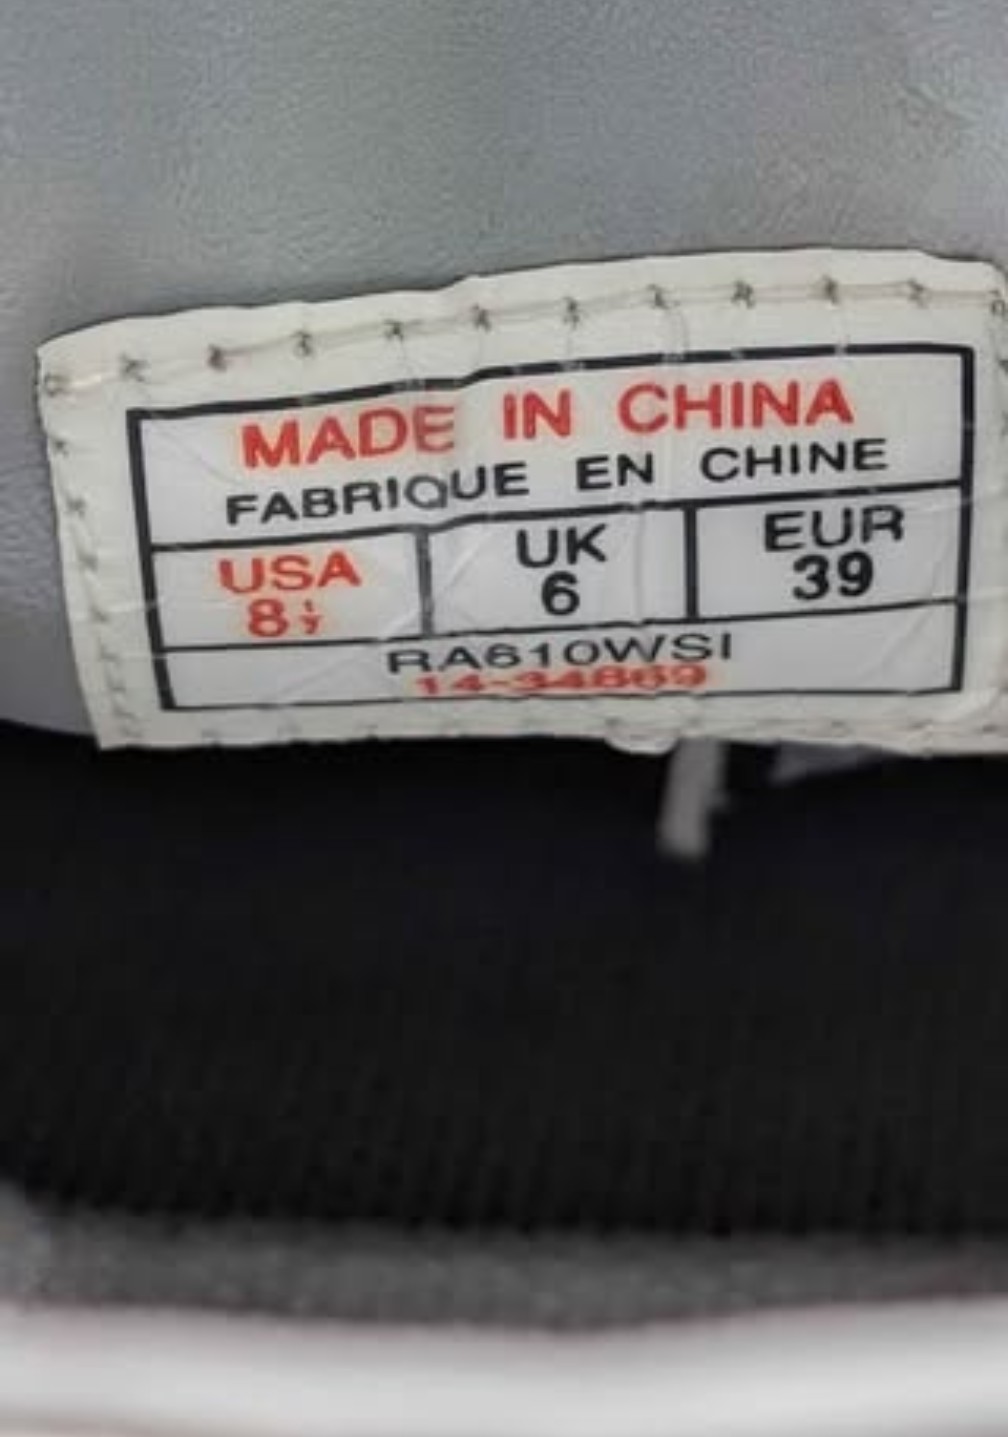 MADE IN CHINA
FABRIQUE EN CHINE
USA UK EUR
8½ 6 39
RA610WSI
14-34869